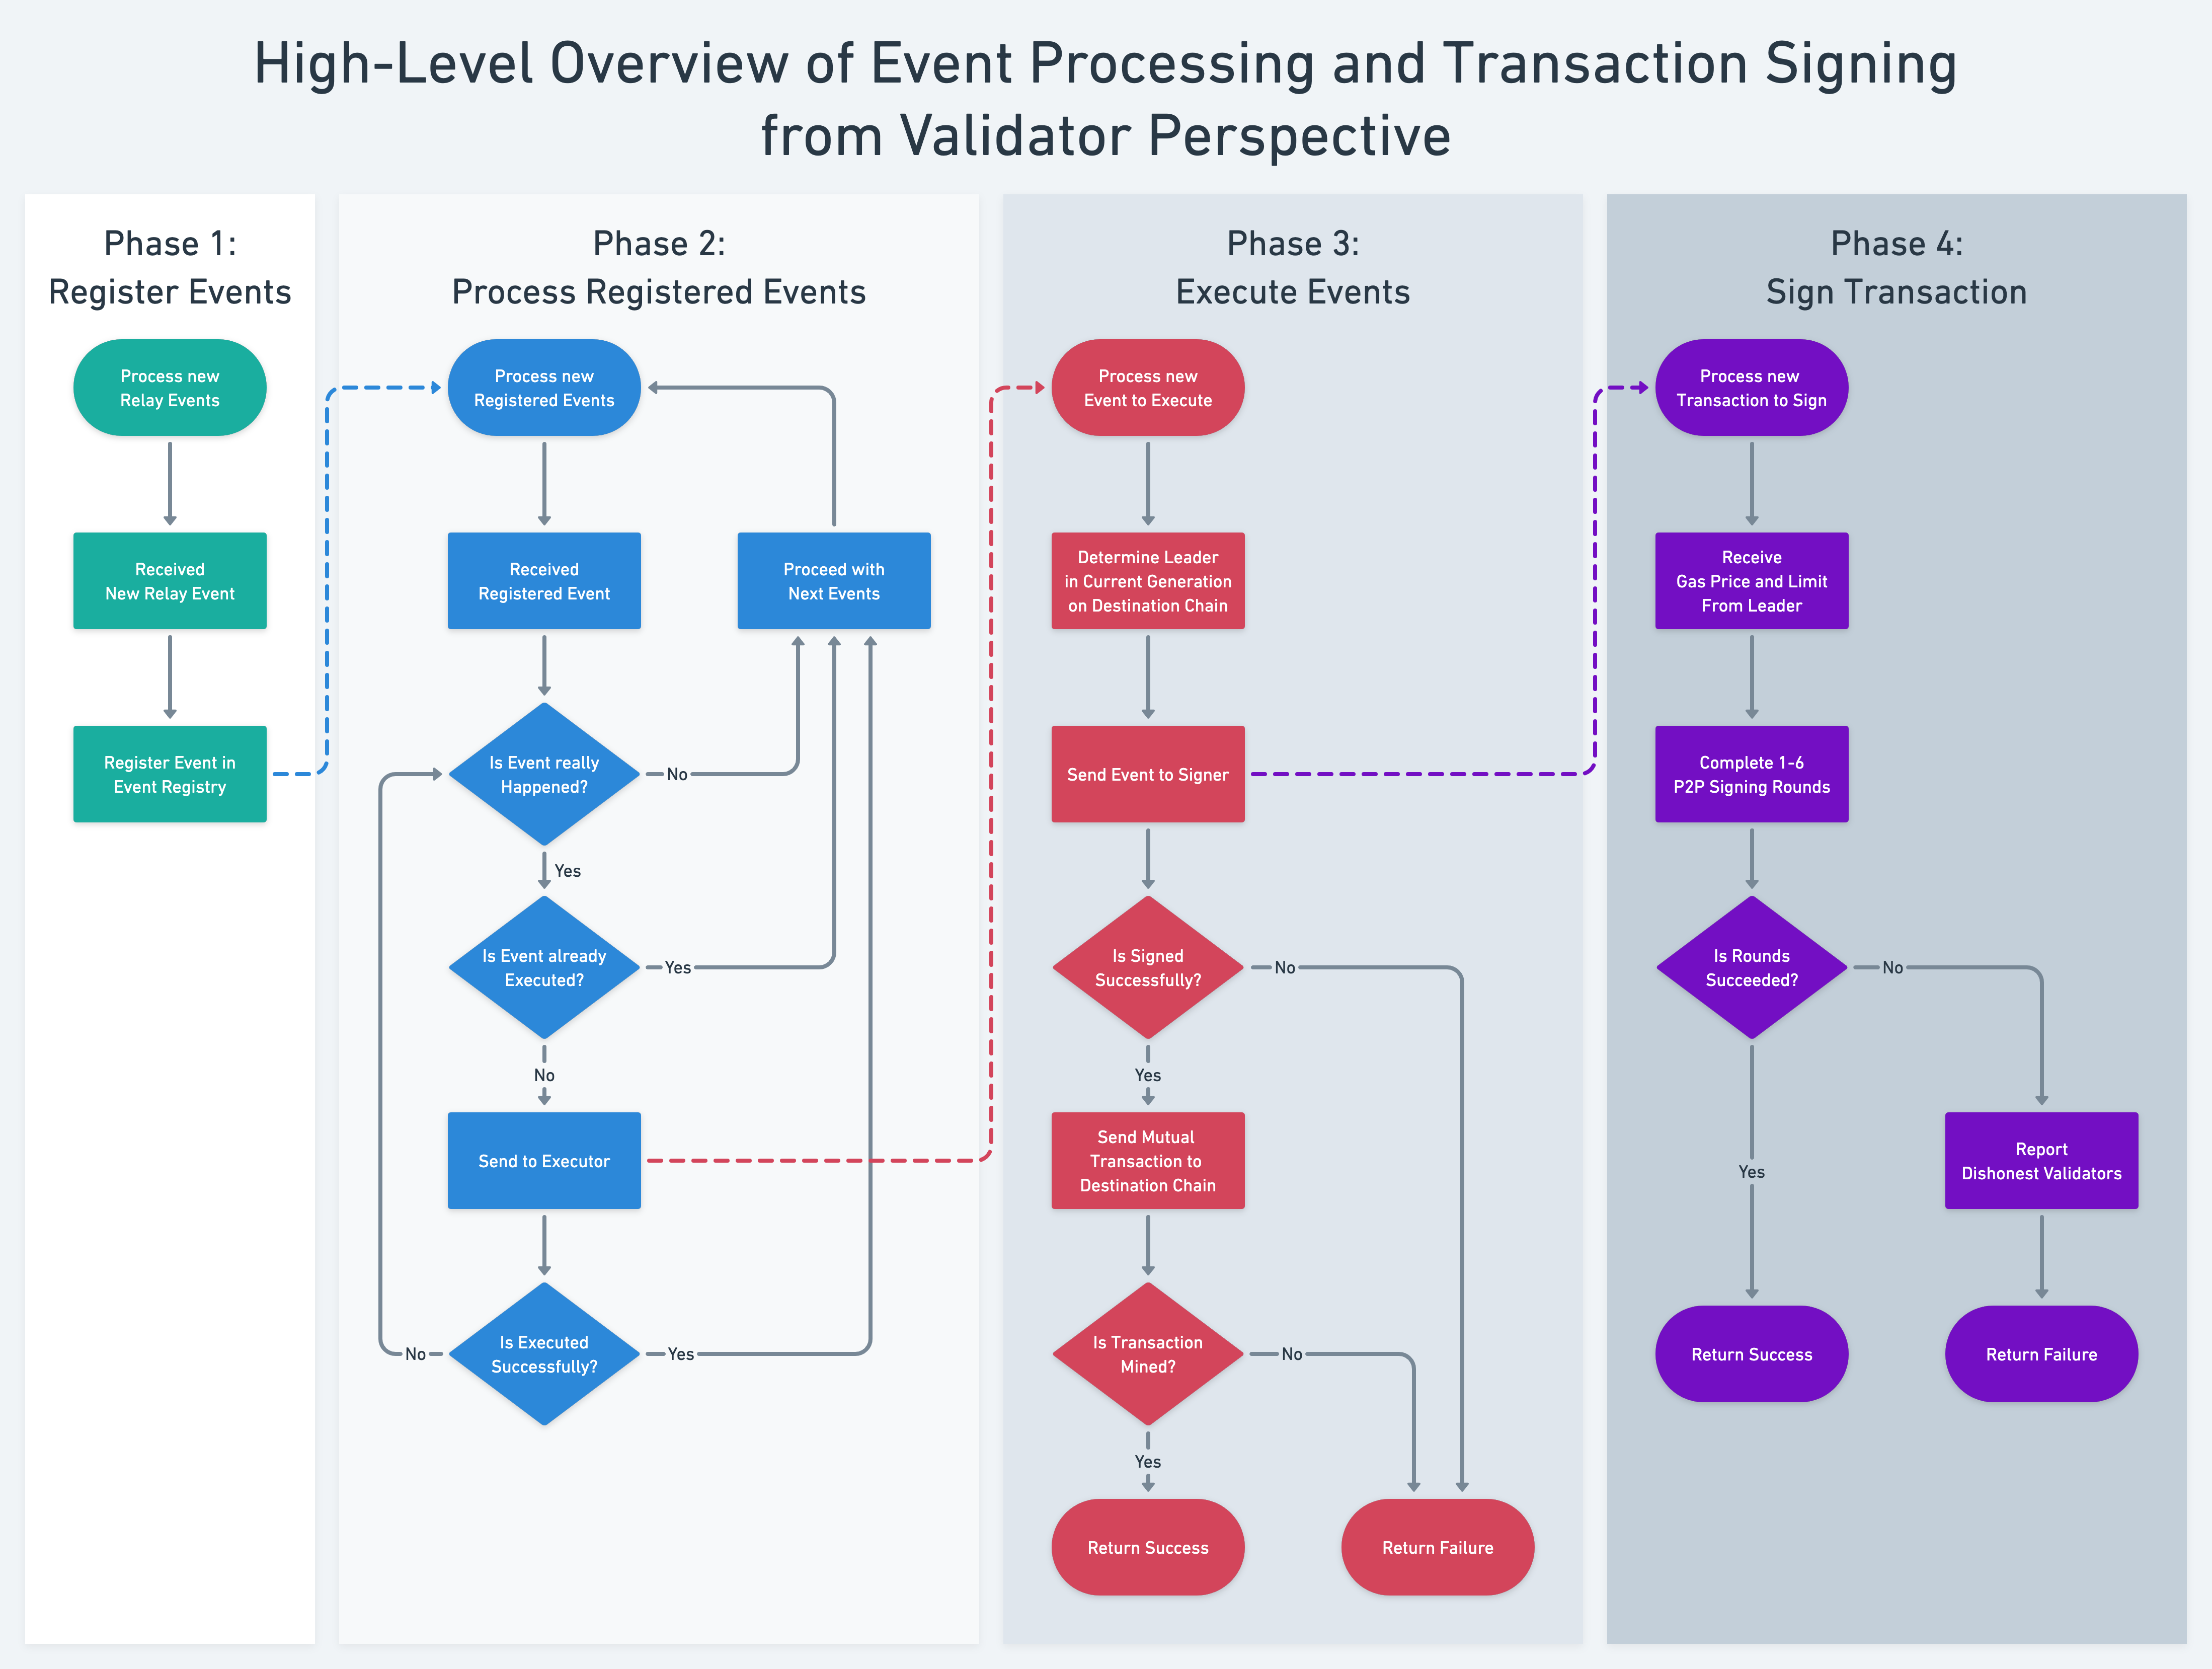 High-Level Overview of Event Processing and Transaction Signing
from Validator Perspective
Phase 1:
Register Events
Process new
Relay Events
Received
New Relay Event
Register Event in
Event Registry
Phase 2:
Process Registered Events
Process new
Registered Events
Received
Registered Event
Proceed with
Next Events
Is Event really
Happened?
No
Yes
Is Event already
Executed?
Yes
No
Send to Executor
Is Executed
Successfully?
No
Yes
Phase 3:
Execute Events
Process new
Event to Execute
Determine Leader
in Current Generation
on Destination Chain
Send Event to Signer
Is Signed
Successfully?
No
Yes
Send Mutual
Transaction to
Destination Chain
Is Transaction
Mined?
No
Yes
Return Success
Return Failure
Phase 4:
Sign Transaction
Process new
Transaction to Sign
Receive
Gas Price and Limit
From Leader
Complete 1-6
P2P Signing Rounds
Is Rounds
Succeeded?
No
Yes
Report
Dishonest Validators
Return Success
Return Failure